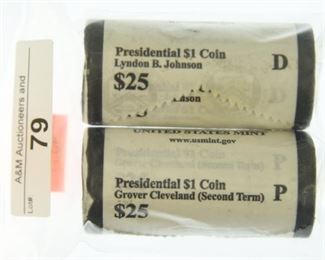 A&M Auctioneers and
Lot#
79
Presidential $1 Coin
Lyndon B. Johnson
$25
D
UNITED STATES MINT
www.usmint.gov
Presidential $1 Coin
Grover Cleveland (Second Term)
$25
P